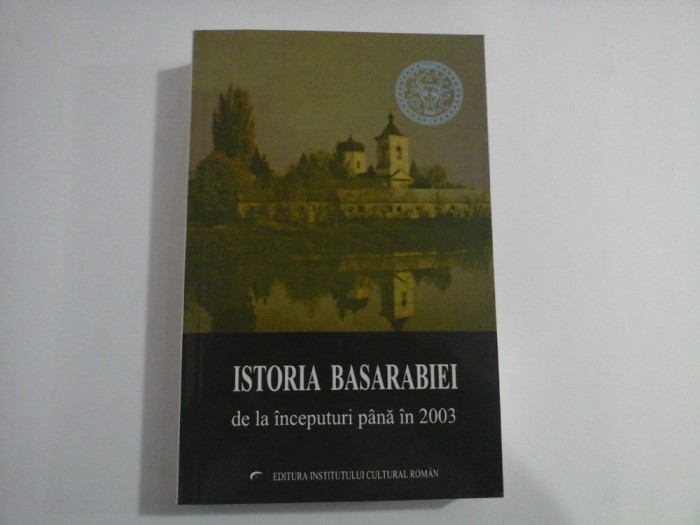 ISTORIA BASARABIEI
de la începuturi până în 2003
EDITURA INSTITUTULUI CULTURAL ROMÂN